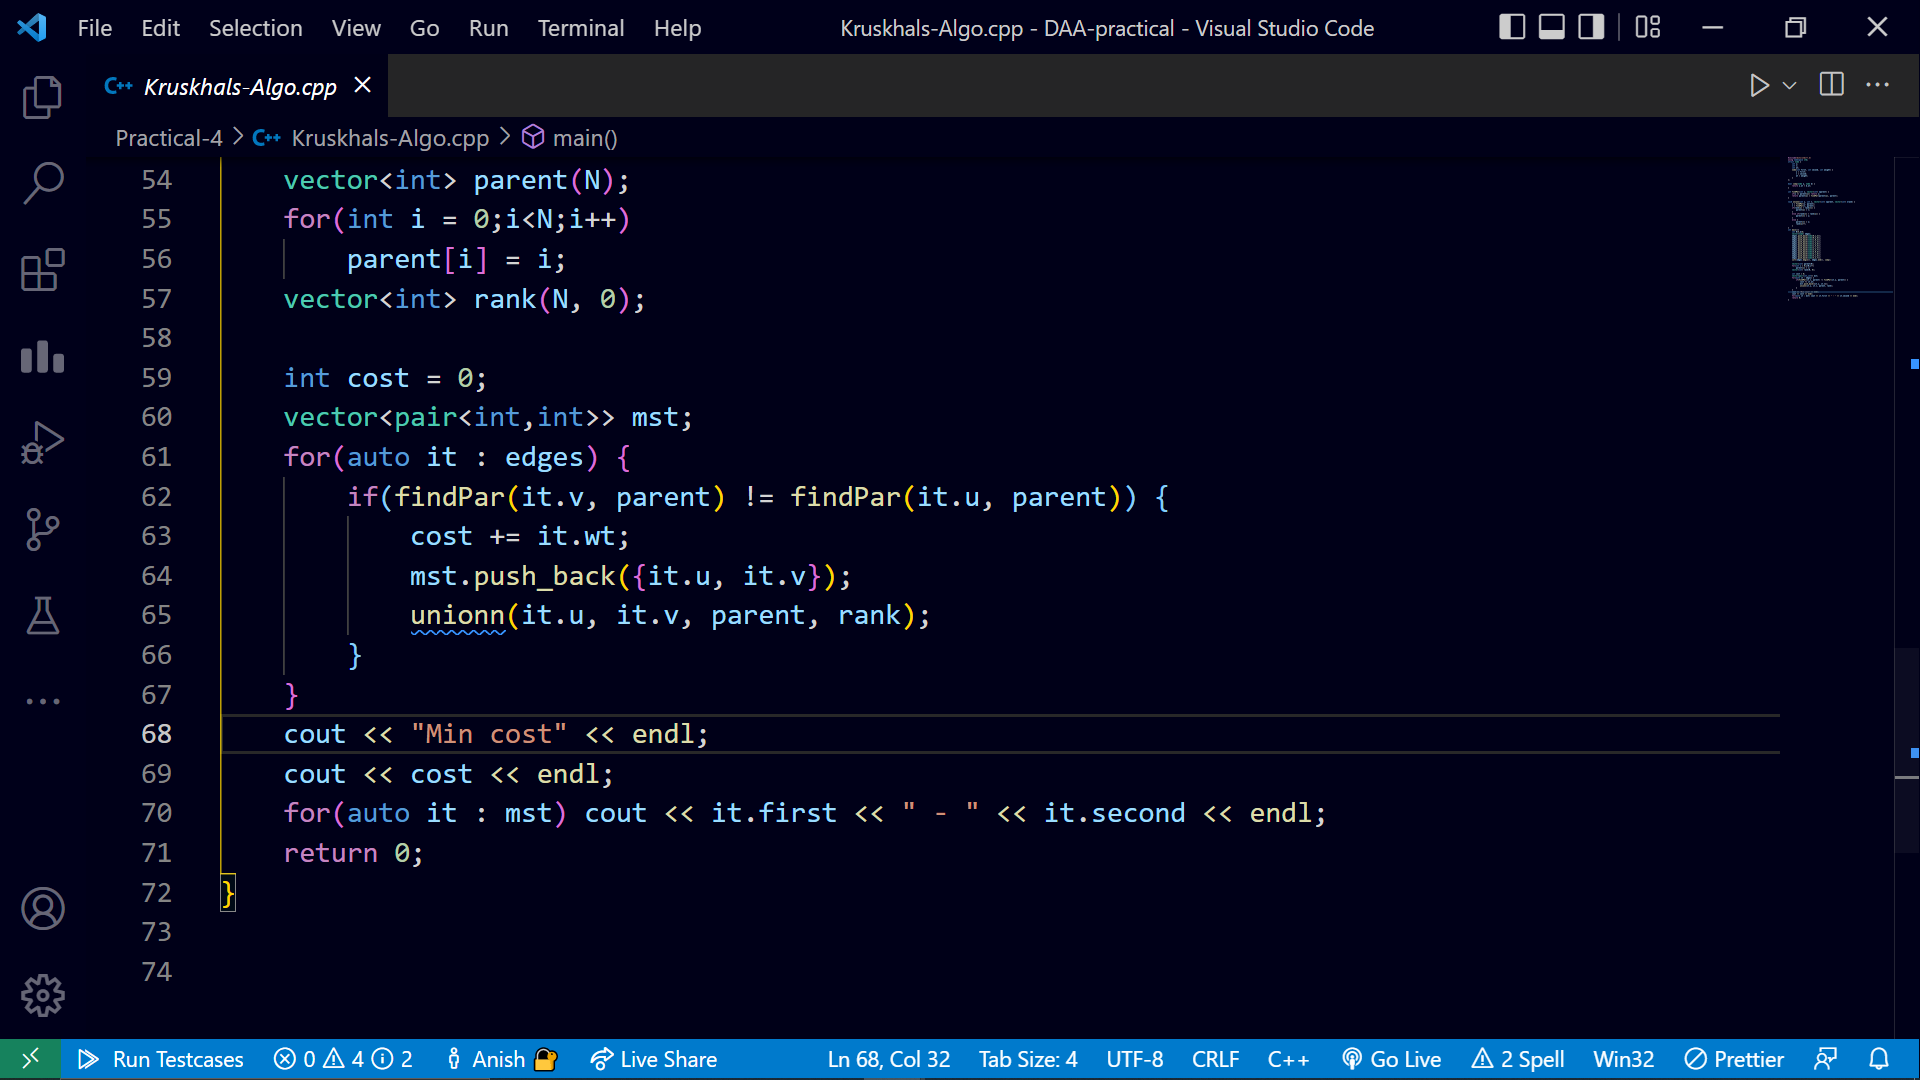 File Edit Selection View Go Run Terminal Help Kruskhals-Algo.cpp - DAA-practical - Visual Studio Code
C++ Kruskhals-Algo.cpp
Practical-4 > C++ Kruskhals-Algo.cpp > main()
54 vector<int> parent(N);
55 for(int i = 0;i<N;i++)
56 parent[i] = i;
57 vector<int> rank(N, 0);
58
59 int cost = 0;
60 vector<pair<int,int>> mst;
61 for(auto it : edges) {
62 if(findPar(it.v, parent) != findPar(it.u, parent)) {
63 cost += it.wt;
64 mst.push_back({it.u, it.v});
65 unionn(it.u, it.v, parent, rank);
66 }
67 }
68 cout << "Min cost" << endl;
69 cout << cost << endl;
70 for(auto it : mst) cout << it.first << " - " << it.second << endl;
71 return 0;
72 }
73
74
Run Testcases 0 4 2 Anish Live Share Ln 68, Col 32 Tab Size: 4 UTF-8 CRLF C++ Go Live 2 Spell Win32 Prettier